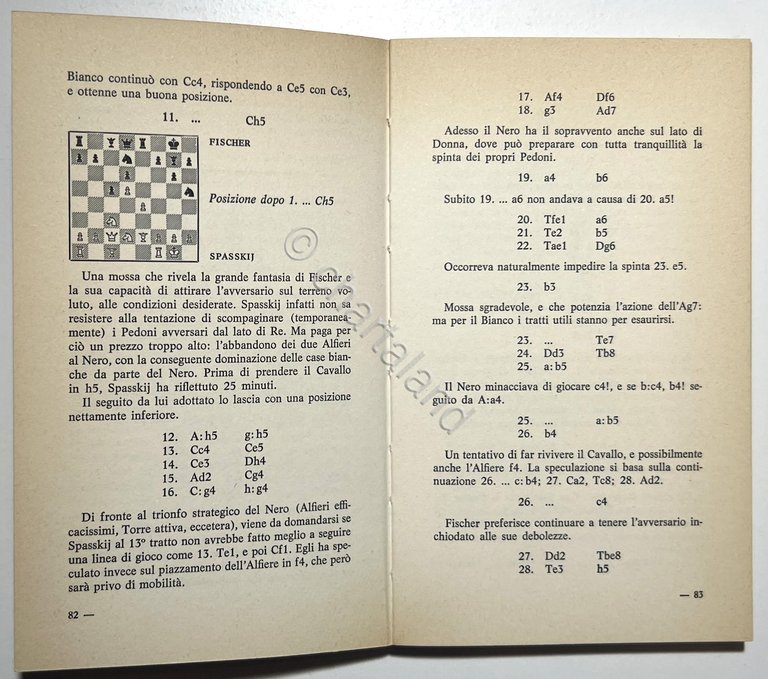 Bianco continuò con Cc4, rispondendo a Ce5 con Ce3,
e ottenne una buona posizione.
11. ... Ch5
FISCHER
Posizione dopo 1. ... Ch5
SPASSKIJ
Una mossa che rivela la grande fantasia di Fischer e
la sua capacità di attirare l'avversario sul terreno vo-
luto, alle condizioni desiderate. Spasskij infatti non sa
resistere alla tentazione di scompaginare (temporanea-
mente) i Pedoni avversari dal lato di Re. Ma paga per
ciò un prezzo troppo alto: l'abbandono dei due Alfieri
al Nero, con la conseguente dominazione delle case bian-
che da parte del Nero. Prima di prendere il Cavallo
in h5, Spasskij ha riflettuto 25 minuti.
Il seguito da lui adottato lo lascia con una posizione
nettamente inferiore.
12. A:h5 g:h5
13. Cc4 Ce5
14. Ce3 Dh4
15. Ad2 Cg4
16. C:g4 h:g4
Di fronte al trionfo strategico del Nero (Alfieri effi-
cacissimi, Torre attiva, eccetera), viene da domandarsi se
Spasskij al 13º tratto non avrebbe fatto meglio a seguire
una linea di gioco come 13. Te1, e poi Cf1. Egli ha spe-
culato invece sul piazzamento dell'Alfiere in f4, che però
sarà privo di mobilità.
82 —
17. Af4 Df6
18. g3 Ad7
Adesso il Nero ha il sopravvento anche sul lato di
Donna, dove può preparare con tutta tranquillità la
spinta dei propri Pedoni.
19. a4 b6
Subito 19. ... a6 non andava a causa di 20. a5!
20. Tfe1 a6
21. Te2 b5
22. Tae1 Dg6
Occorreva naturalmente impedire la spinta 23. e5.
23. b3
Mossa sgradevole, e che potenzia l'azione dell'Ag7:
ma per il Bianco i tratti utili stanno per esaurirsi.
23. ... Te7
24. Dd3 Tb8
25. a:b5
Il Nero minacciava di giocare c4!, e se b:c4, b4! se-
guito da A:a4.
25. ... a:b5
26. b4
Un tentativo di far rivivere il Cavallo, e possibilmente
anche l'Alfiere f4. La speculazione si basa sulla conti-
nuazione 26. ... c:b4; 27. Ca2, Tc8; 28. Ad2.
26. ... c4
Fischer preferisce continuare a tenere l'avversario in-
chiodato alle sue debolezze.
27. Dd2 Tbe8
28. Te3 h5
— 83
© chartaland